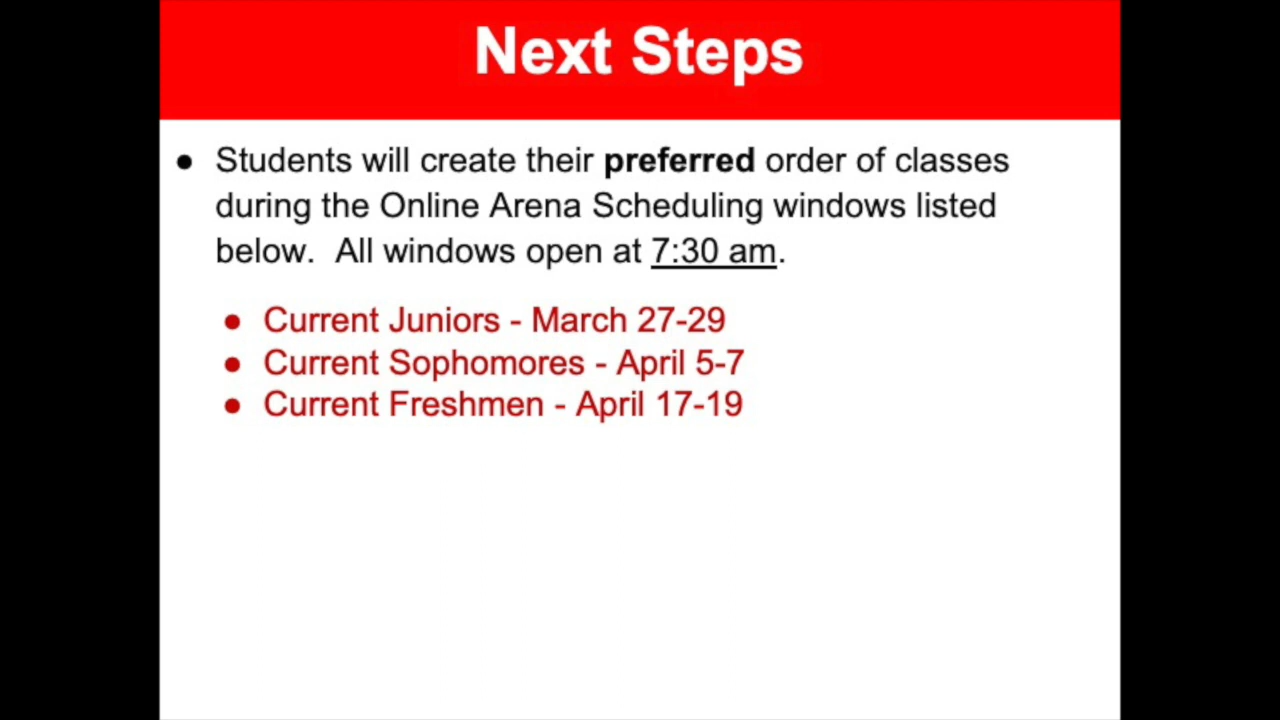 Next Steps
● Students will create their preferred order of classes
during the Online Arena Scheduling windows listed
below.  All windows open at 7:30 am.
● Current Juniors - March 27-29
● Current Sophomores - April 5-7
● Current Freshmen - April 17-19